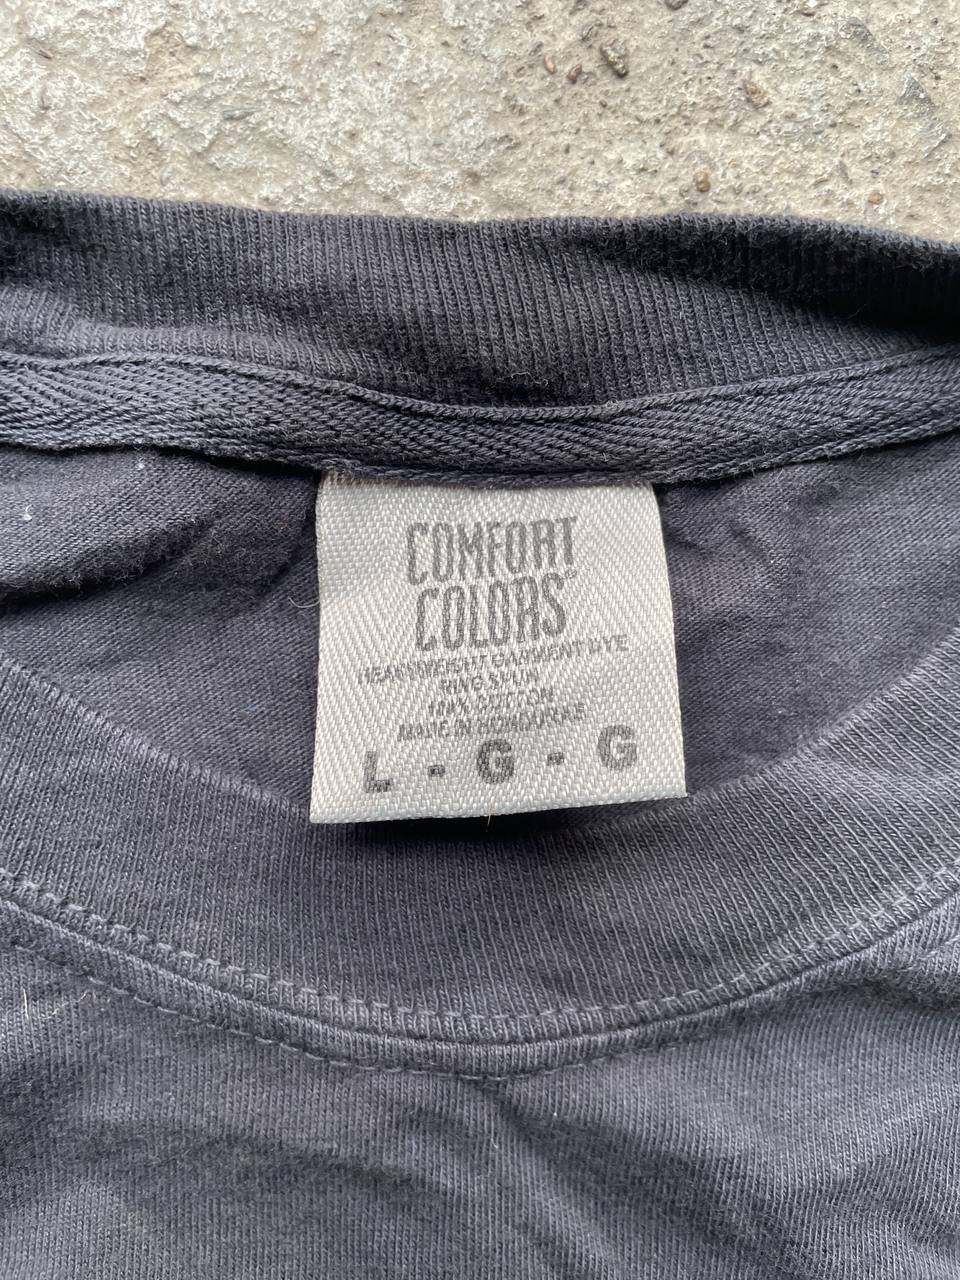 COMFORT
COLORS®
HEAVYWEIGHT GARMENT DYE
RING SPUN
100% COTTON
MADE IN HONDURAS
L - G - G